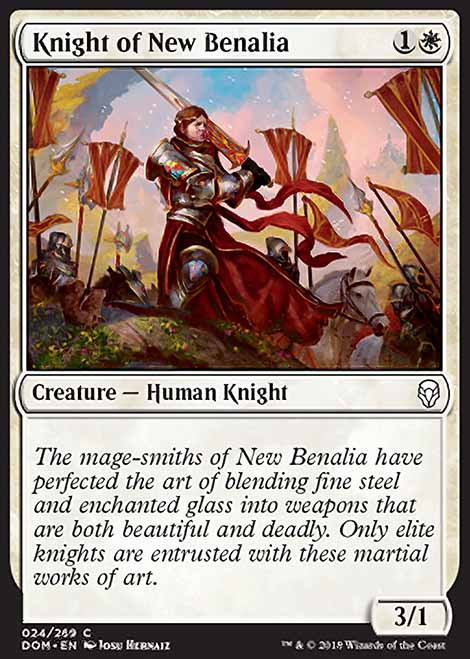 Knight of New Benalia 1
Creature — Human Knight
The mage-smiths of New Benalia have
perfected the art of blending fine steel
and enchanted glass into weapons that
are both beautiful and deadly. Only elite
knights are entrusted with these martial
works of art.
3/1
024/269 C
DOM • EN Josu Hernaiz
™ & © 2018 Wizards of the Coast